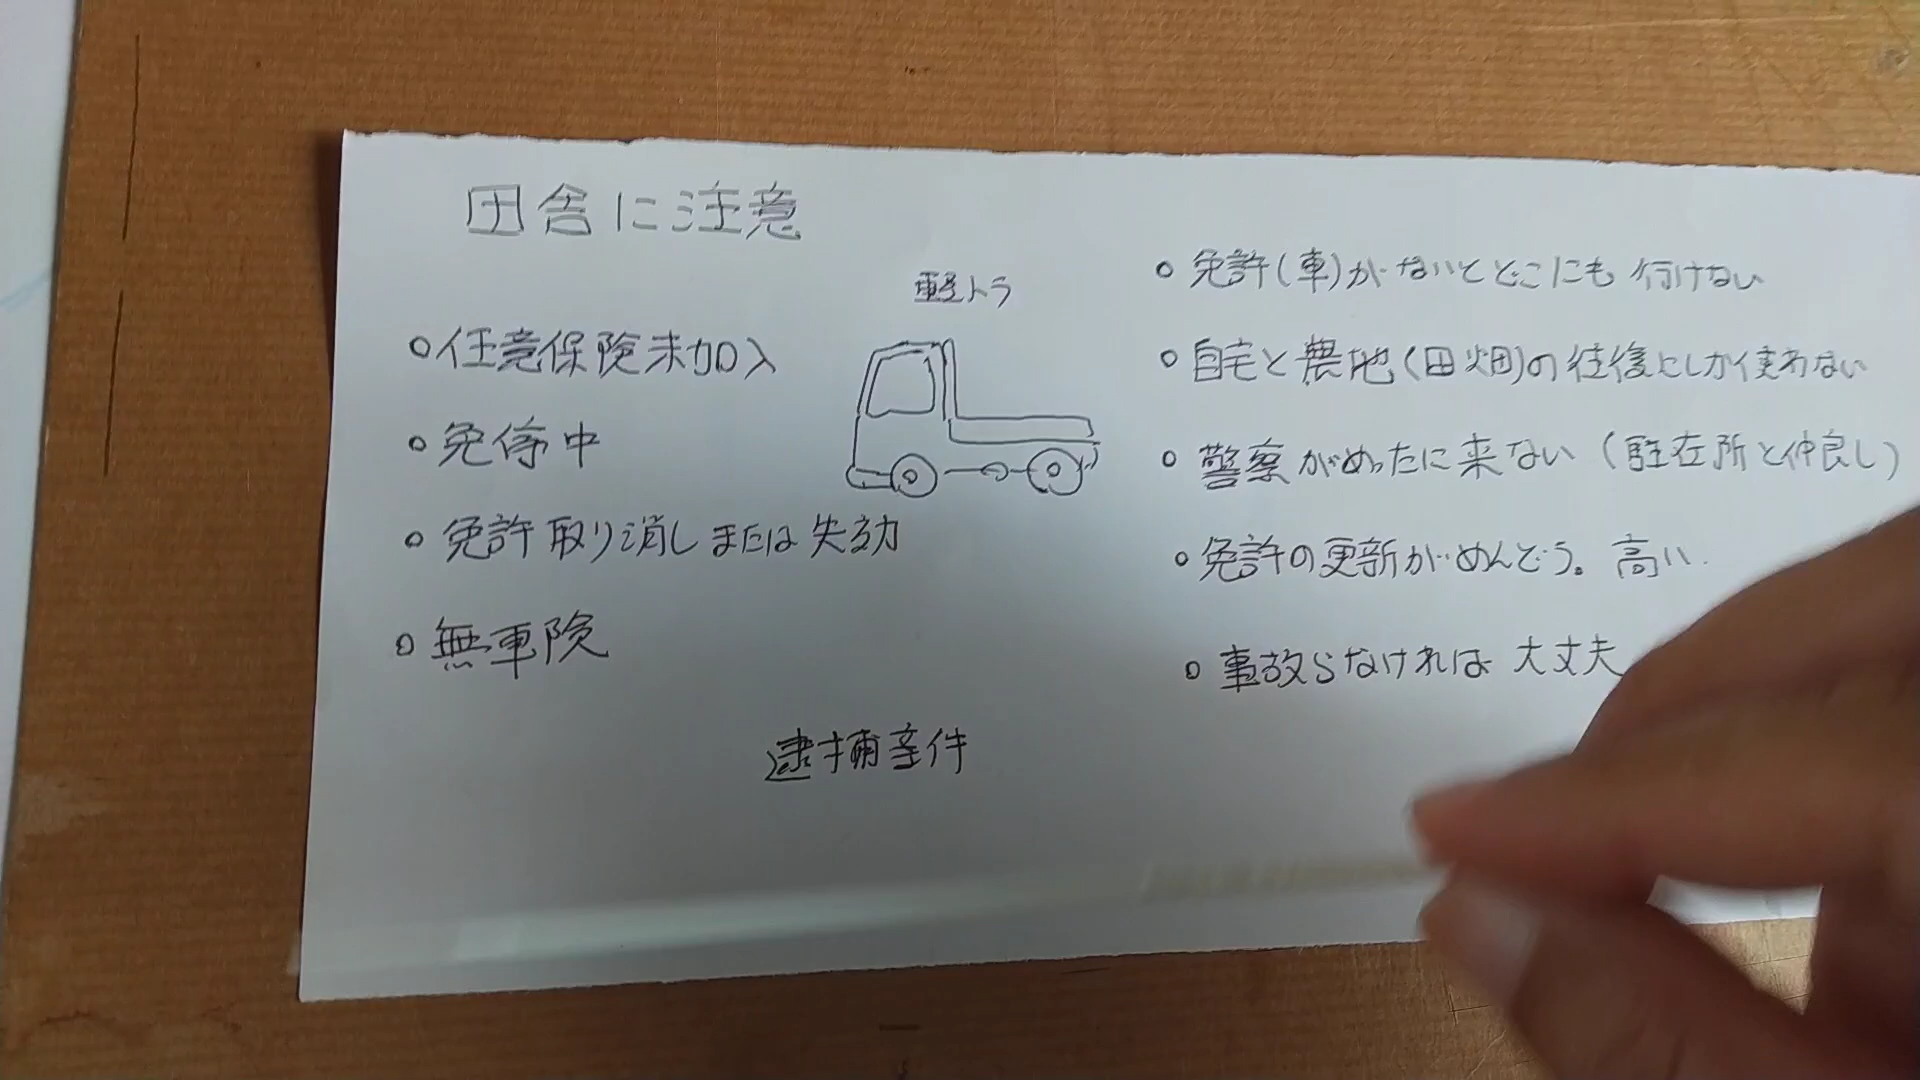 田舎に注意
軽トラ
○任意保険未加入
○免停中
○免許取り消しまたは失効
○無車険
○免許(車)がないとどこにも行けない
○自宅と農地(田畑)の往復にしか使わない
○警察がめったに来ない(駐在所と仲良し)
○免許の更新がめんどう。高い
○事故らなければ大丈夫
逮捕案件